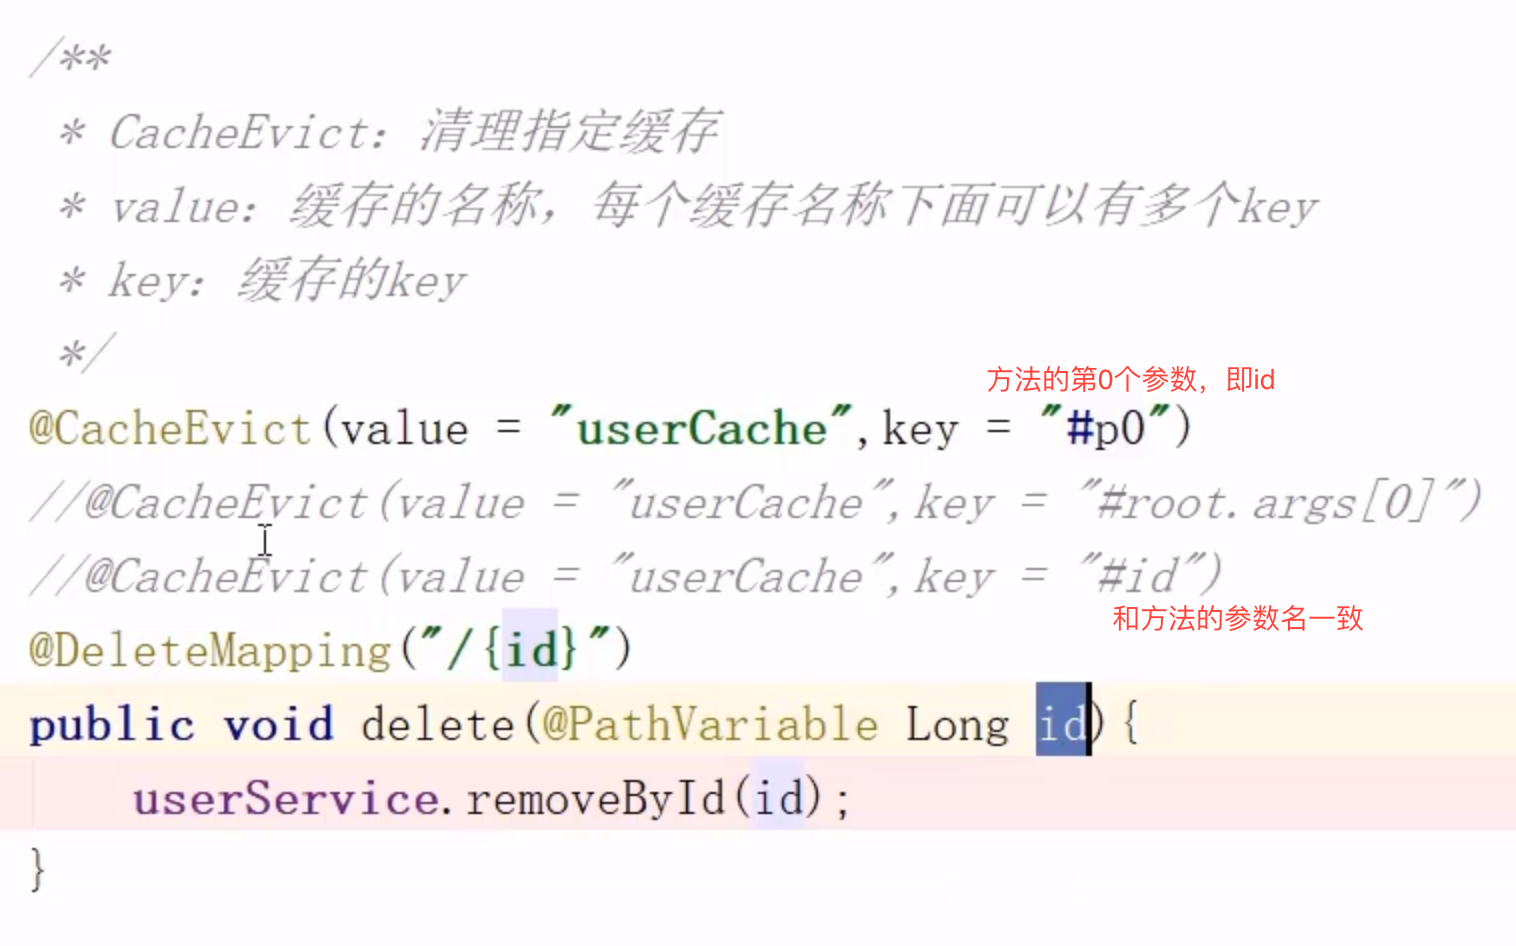 /**
 * CacheEvict：清理指定缓存
 * value：缓存的名称，每个缓存名称下面可以有多个key
 * key：缓存的key
 */
方法的第0个参数，即id
@CacheEvict(value = "userCache",key = "#p0")
//@CacheEvict(value = "userCache",key = "#root.args[0]")
//@CacheEvict(value = "userCache",key = "#id")
和方法的参数名一致
@DeleteMapping("/{id}")
public void delete(@PathVariable Long id){
    userService.removeById(id);
}